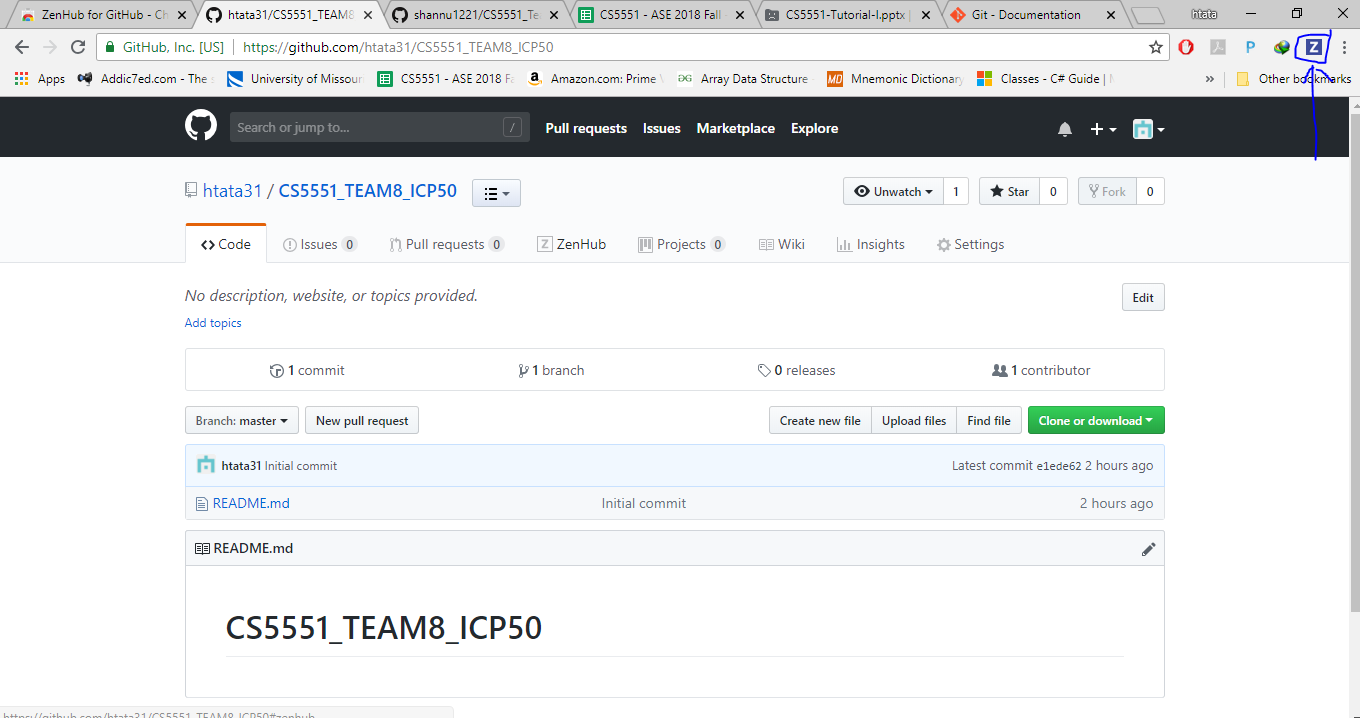 ZenHub for GitHub - Ch
htata31/CS5551_TEAM8
shannu1221/CS5551_Te
CS5551 - ASE 2018 Fall
CS5551-Tutorial-I.pptx
Git - Documentation
htata
GitHub, Inc. [US] https://github.com/htata31/CS5551_TEAM8_ICP50
Z
Apps Addic7ed.com - The University of Missour CS5551 - ASE 2018 Fa Amazon.com: Prime Array Data Structure Mnemonic Dictionary Classes - C# Guide | » Other bookmarks
Search or jump to... / Pull requests Issues Marketplace Explore
htata31 / CS5551_TEAM8_ICP50 Unwatch 1 Star 0 Fork 0
Code Issues 0 Pull requests 0 ZenHub Projects 0 Wiki Insights Settings
No description, website, or topics provided. Edit
Add topics
1 commit 1 branch 0 releases 1 contributor
Branch: master New pull request Create new file Upload files Find file Clone or download
htata31 Initial commit Latest commit e1ede62 2 hours ago
README.md Initial commit 2 hours ago
README.md
CS5551_TEAM8_ICP50
https://github.com/htata31/CS5551_TEAM8_ICP50#zenhub